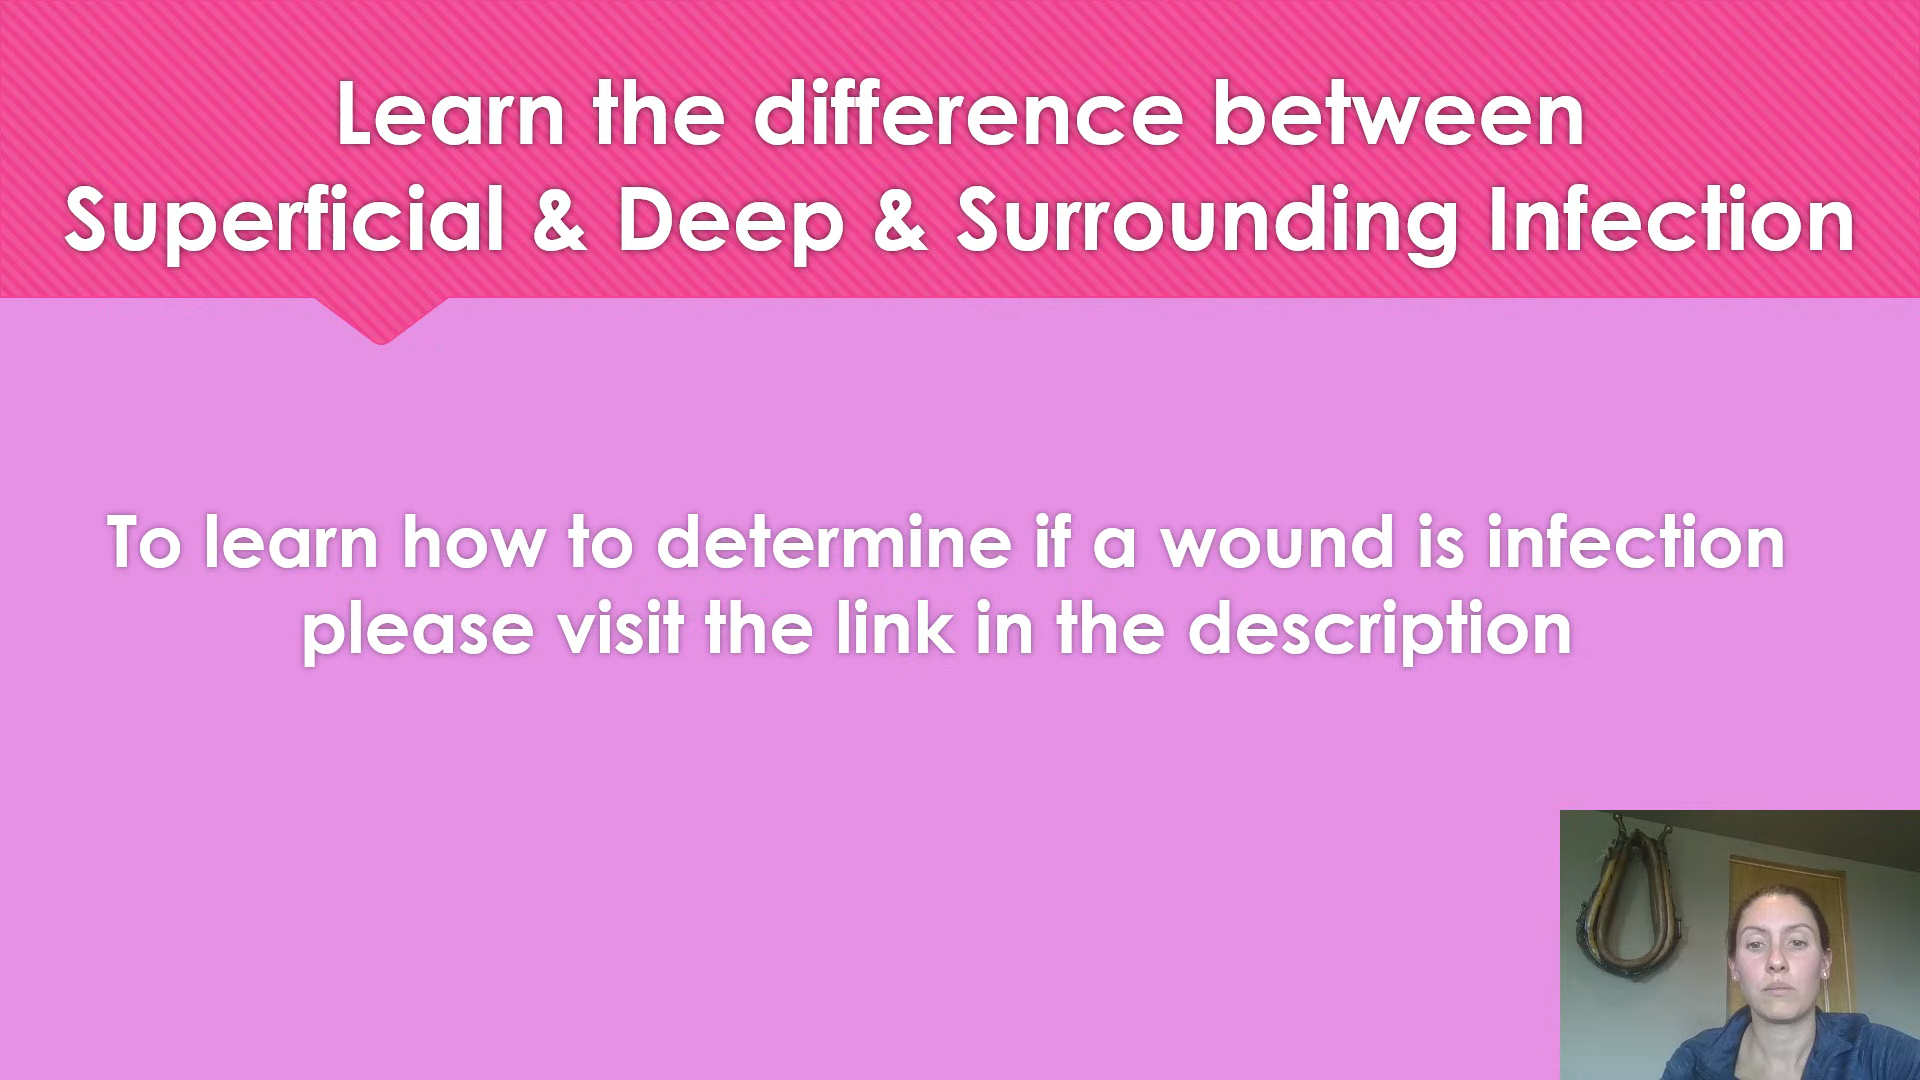 Learn the difference between
Superficial & Deep & Surrounding Infection
To learn how to determine if a wound is infection
please visit the link in the description